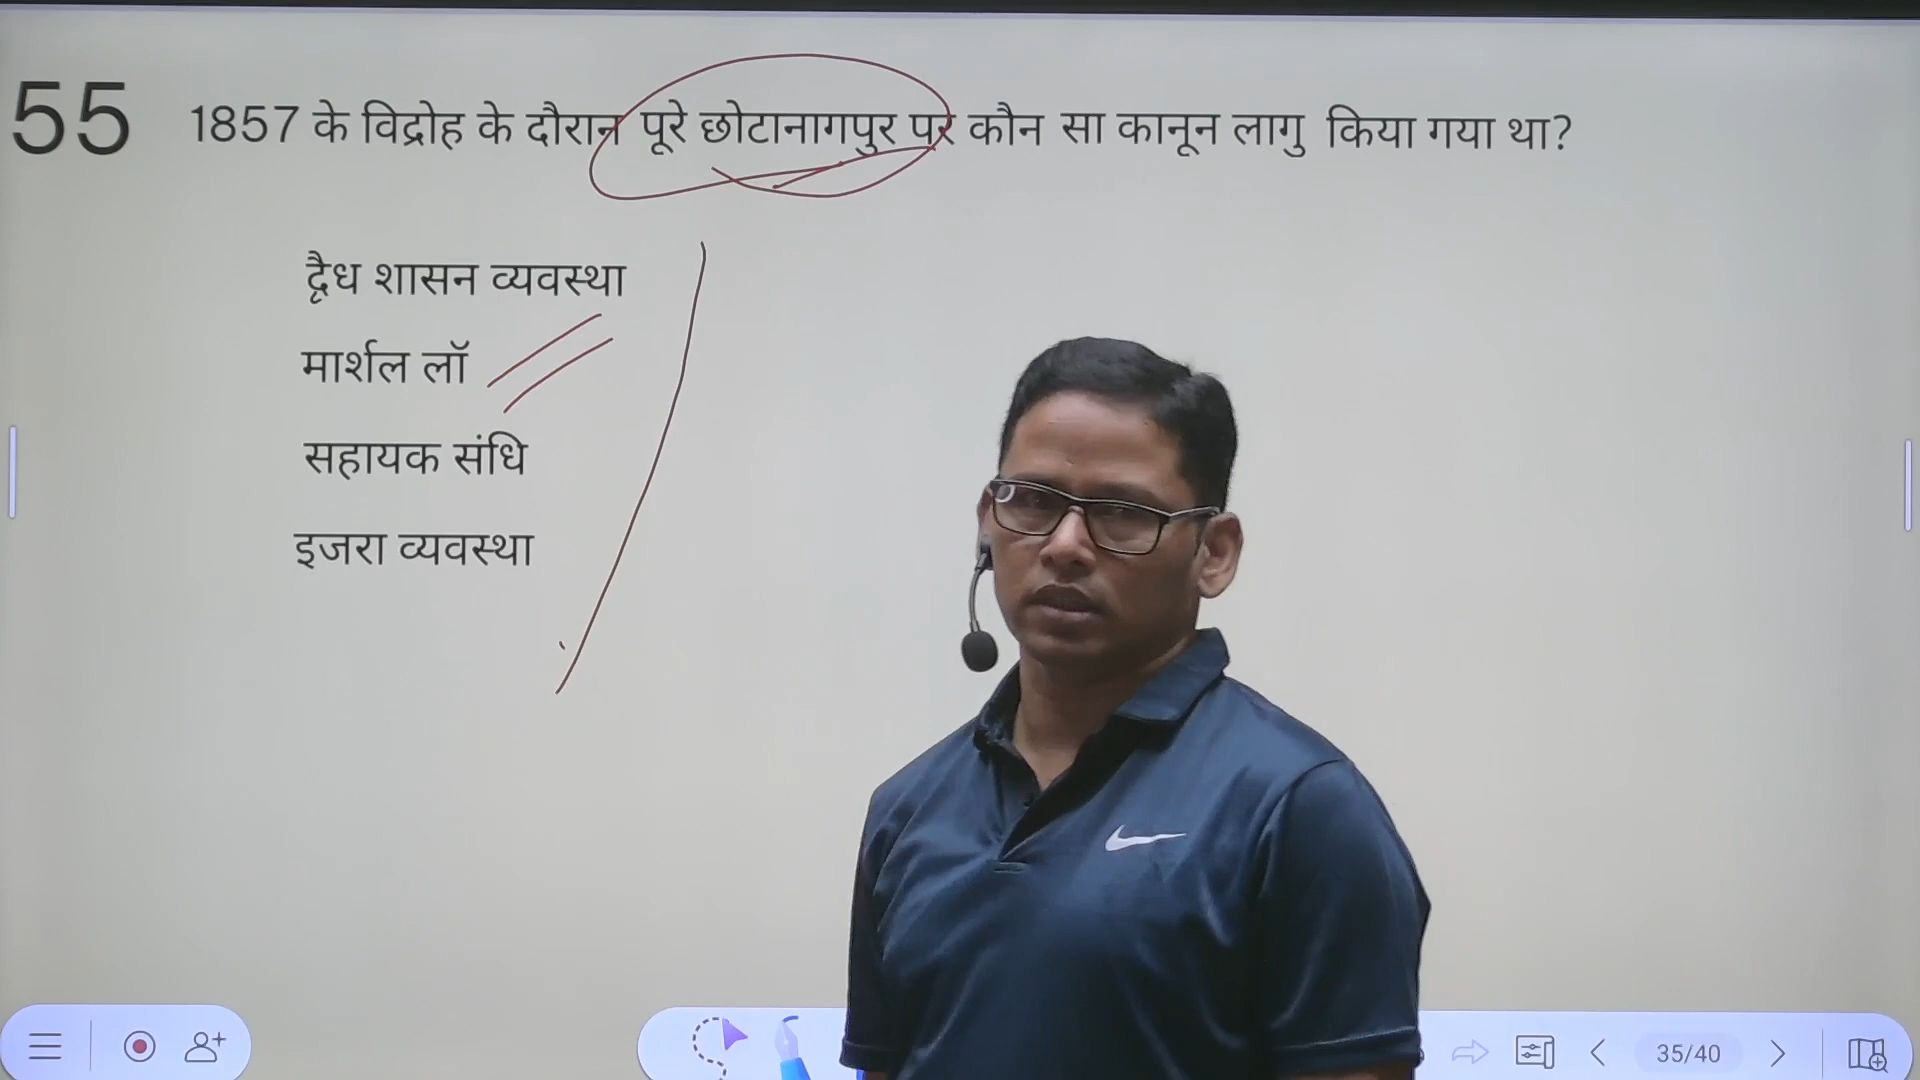 55 1857 के विद्रोह के दौरान पूरे छोटानागपुर पर कौन सा कानून लागु किया गया था?
द्वैध शासन व्यवस्था
मार्शल लॉ
सहायक संधि
इजरा व्यवस्था
35/40